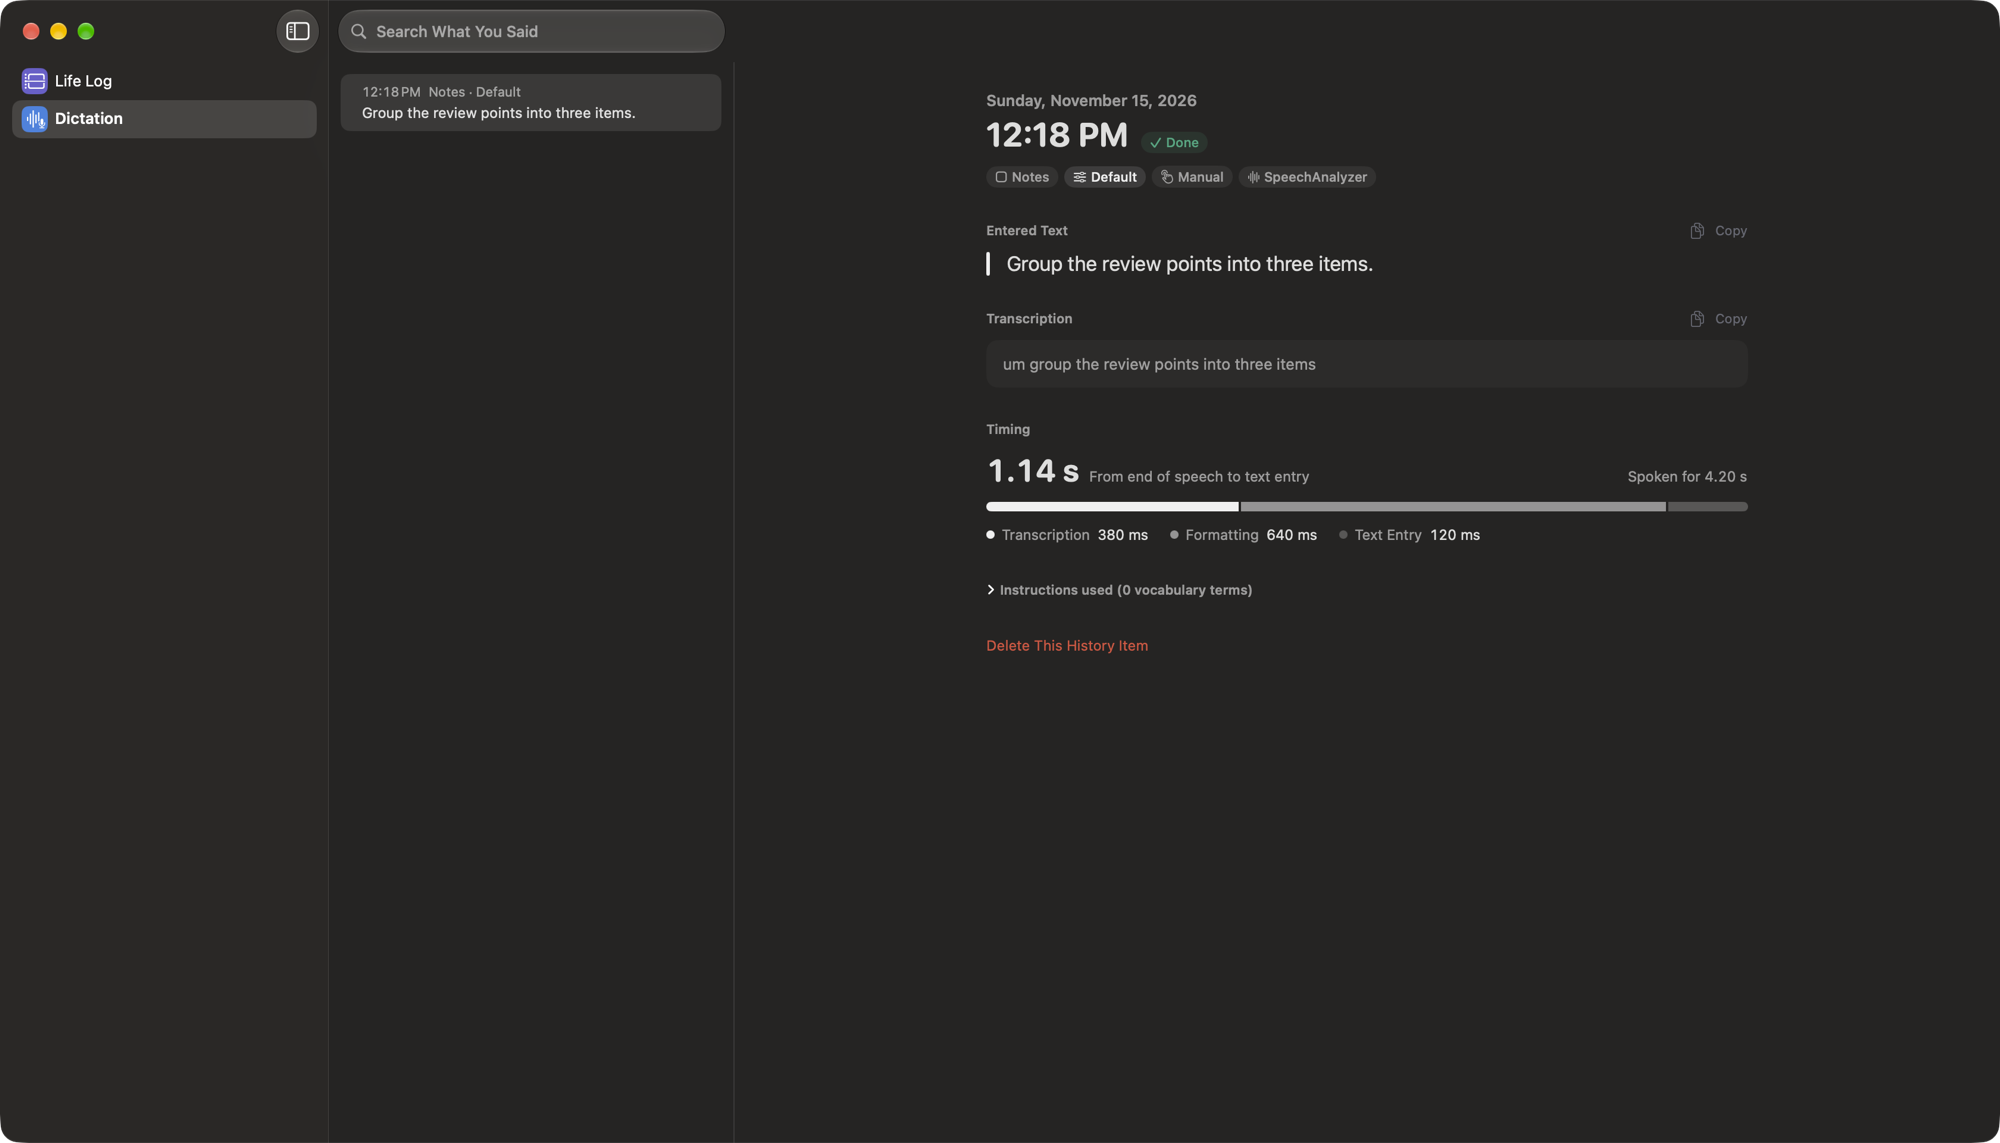 Search What You Said
Life Log
Dictation
12:18 PM Notes · Default
Group the review points into three items.
Sunday, November 15, 2026
12:18 PM
Done
Notes
Default
Manual
SpeechAnalyzer
Entered Text
Copy
Group the review points into three items.
Transcription
Copy
um group the review points into three items
Timing
1.14 s From end of speech to text entry
Spoken for 4.20 s
Transcription 380 ms
Formatting 640 ms
Text Entry 120 ms
Instructions used (0 vocabulary terms)
Delete This History Item